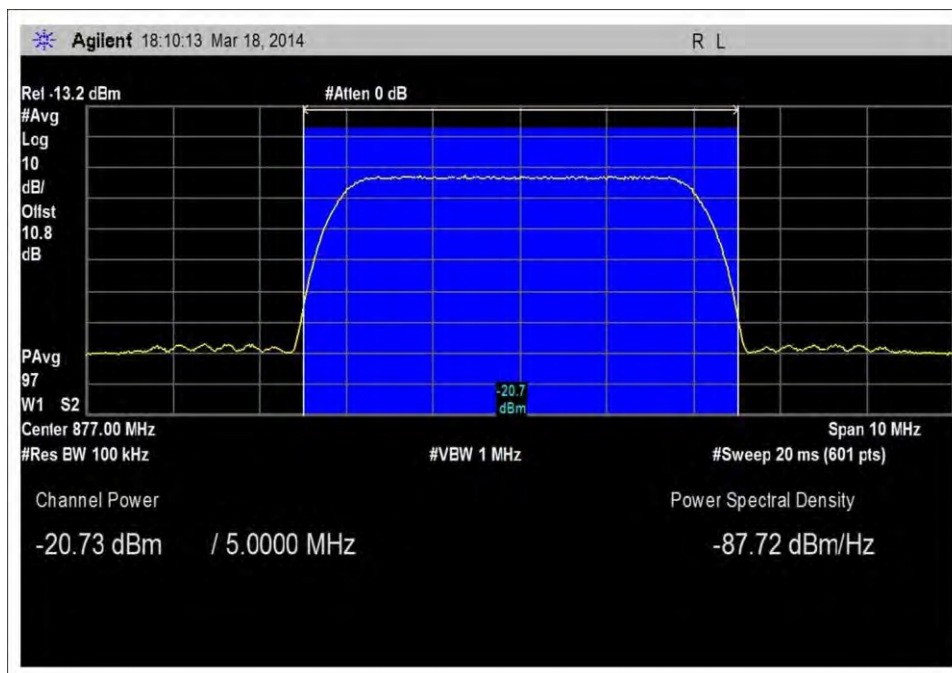 Agilent 18:10:13 Mar 18, 2014 R L
Ref -13.2 dBm #Atten 0 dB
#Avg
Log
10
dB/
Offst
10.8
dB
PAvg
97
W1 S2
-20.7
dBm
Center 877.00 MHz Span 10 MHz
#Res BW 100 kHz #VBW 1 MHz #Sweep 20 ms (601 pts)
Channel Power Power Spectral Density
-20.73 dBm / 5.0000 MHz -87.72 dBm/Hz